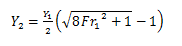 Y₂ = Y₁/2 (√(8Fr₁² + 1) − 1)